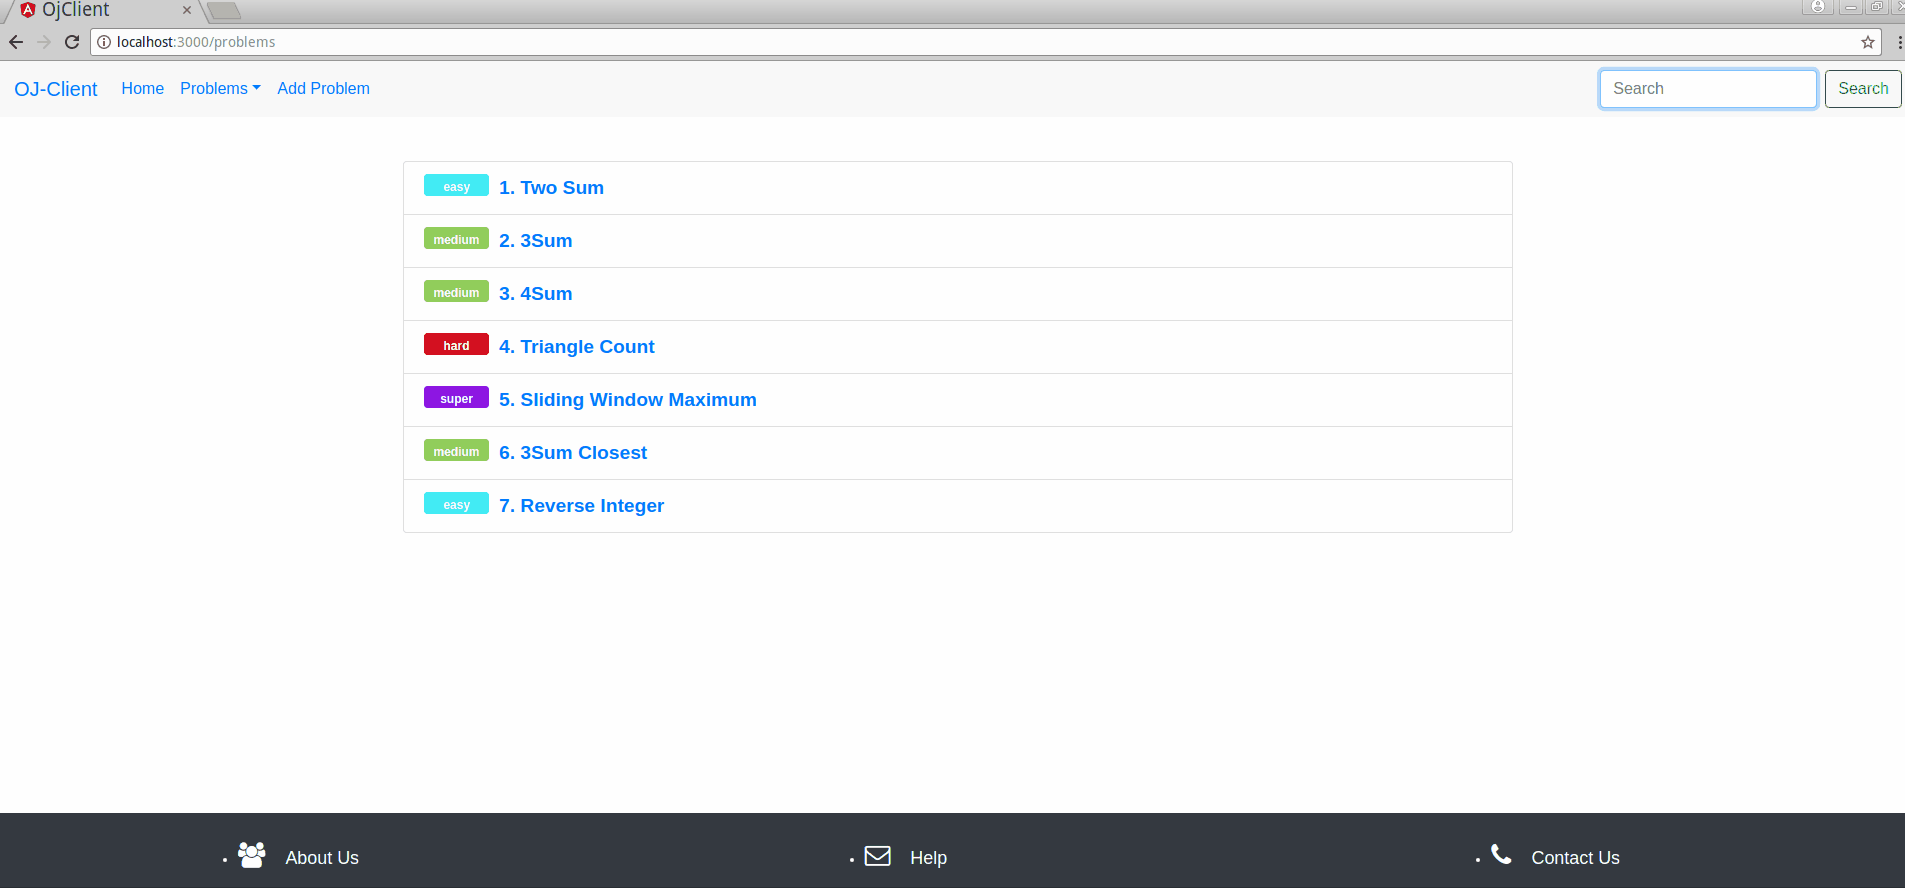 OjClient
localhost:3000/problems
OJ-Client Home Problems Add Problem Search Search
easy 1. Two Sum
medium 2. 3Sum
medium 3. 4Sum
hard 4. Triangle Count
super 5. Sliding Window Maximum
medium 6. 3Sum Closest
easy 7. Reverse Integer
About Us Help Contact Us